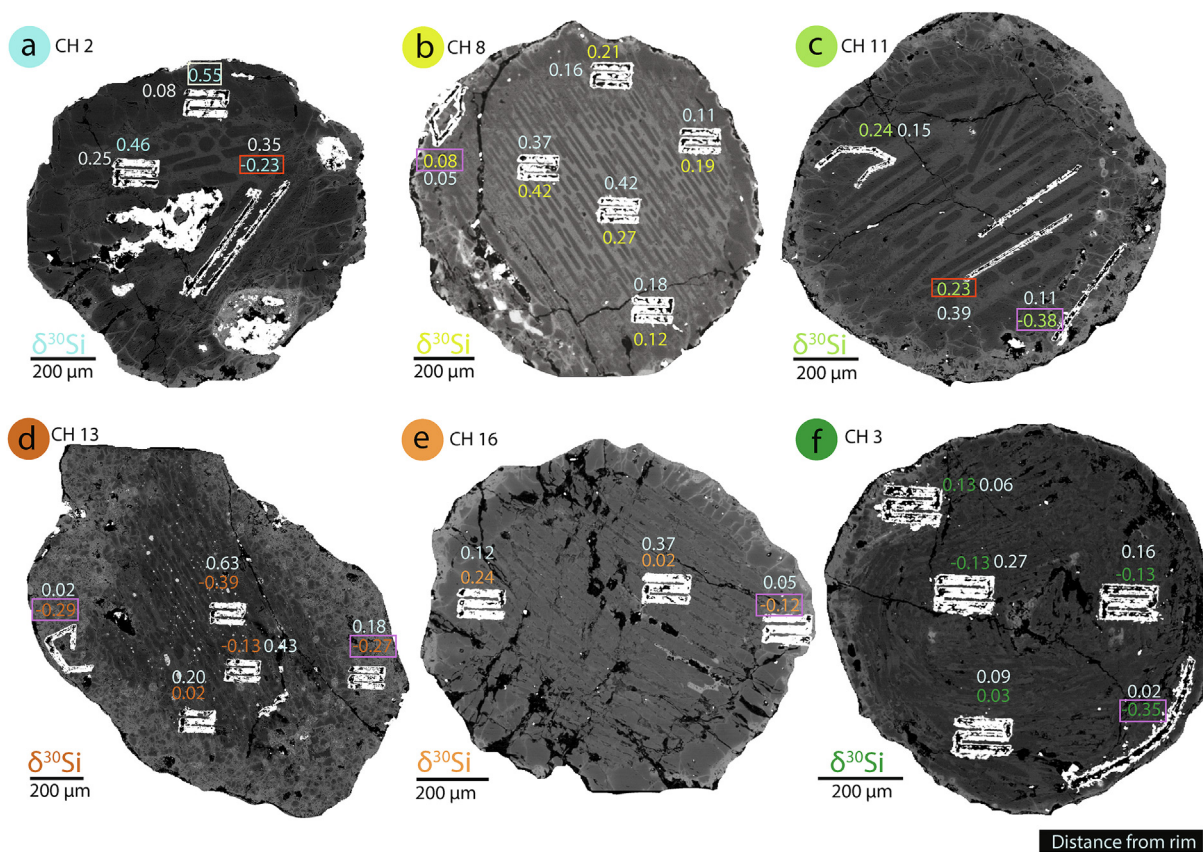 a CH 2
0.55
0.08
0.46
0.25
0.35
-0.23
δ³⁰Si
200 µm
b CH 8
0.21
0.16
0.11
0.19
0.37
0.42
0.08
0.05
0.42
0.27
0.18
0.12
δ³⁰Si
200 µm
c CH 11
0.24 0.15
0.23
0.39
0.11
-0.38
δ³⁰Si
200 µm
d CH 13
0.63
-0.39
0.02
-0.29
-0.13 0.43
0.18
-0.27
0.20
0.02
δ³⁰Si
200 µm
e CH 16
0.12
0.24
0.37
0.02
0.05
-0.12
δ³⁰Si
200 µm
f CH 3
0.13 0.06
-0.13 0.27
0.16
-0.13
0.09
0.03
0.02
-0.35
δ³⁰Si
200 µm
Distance from rim